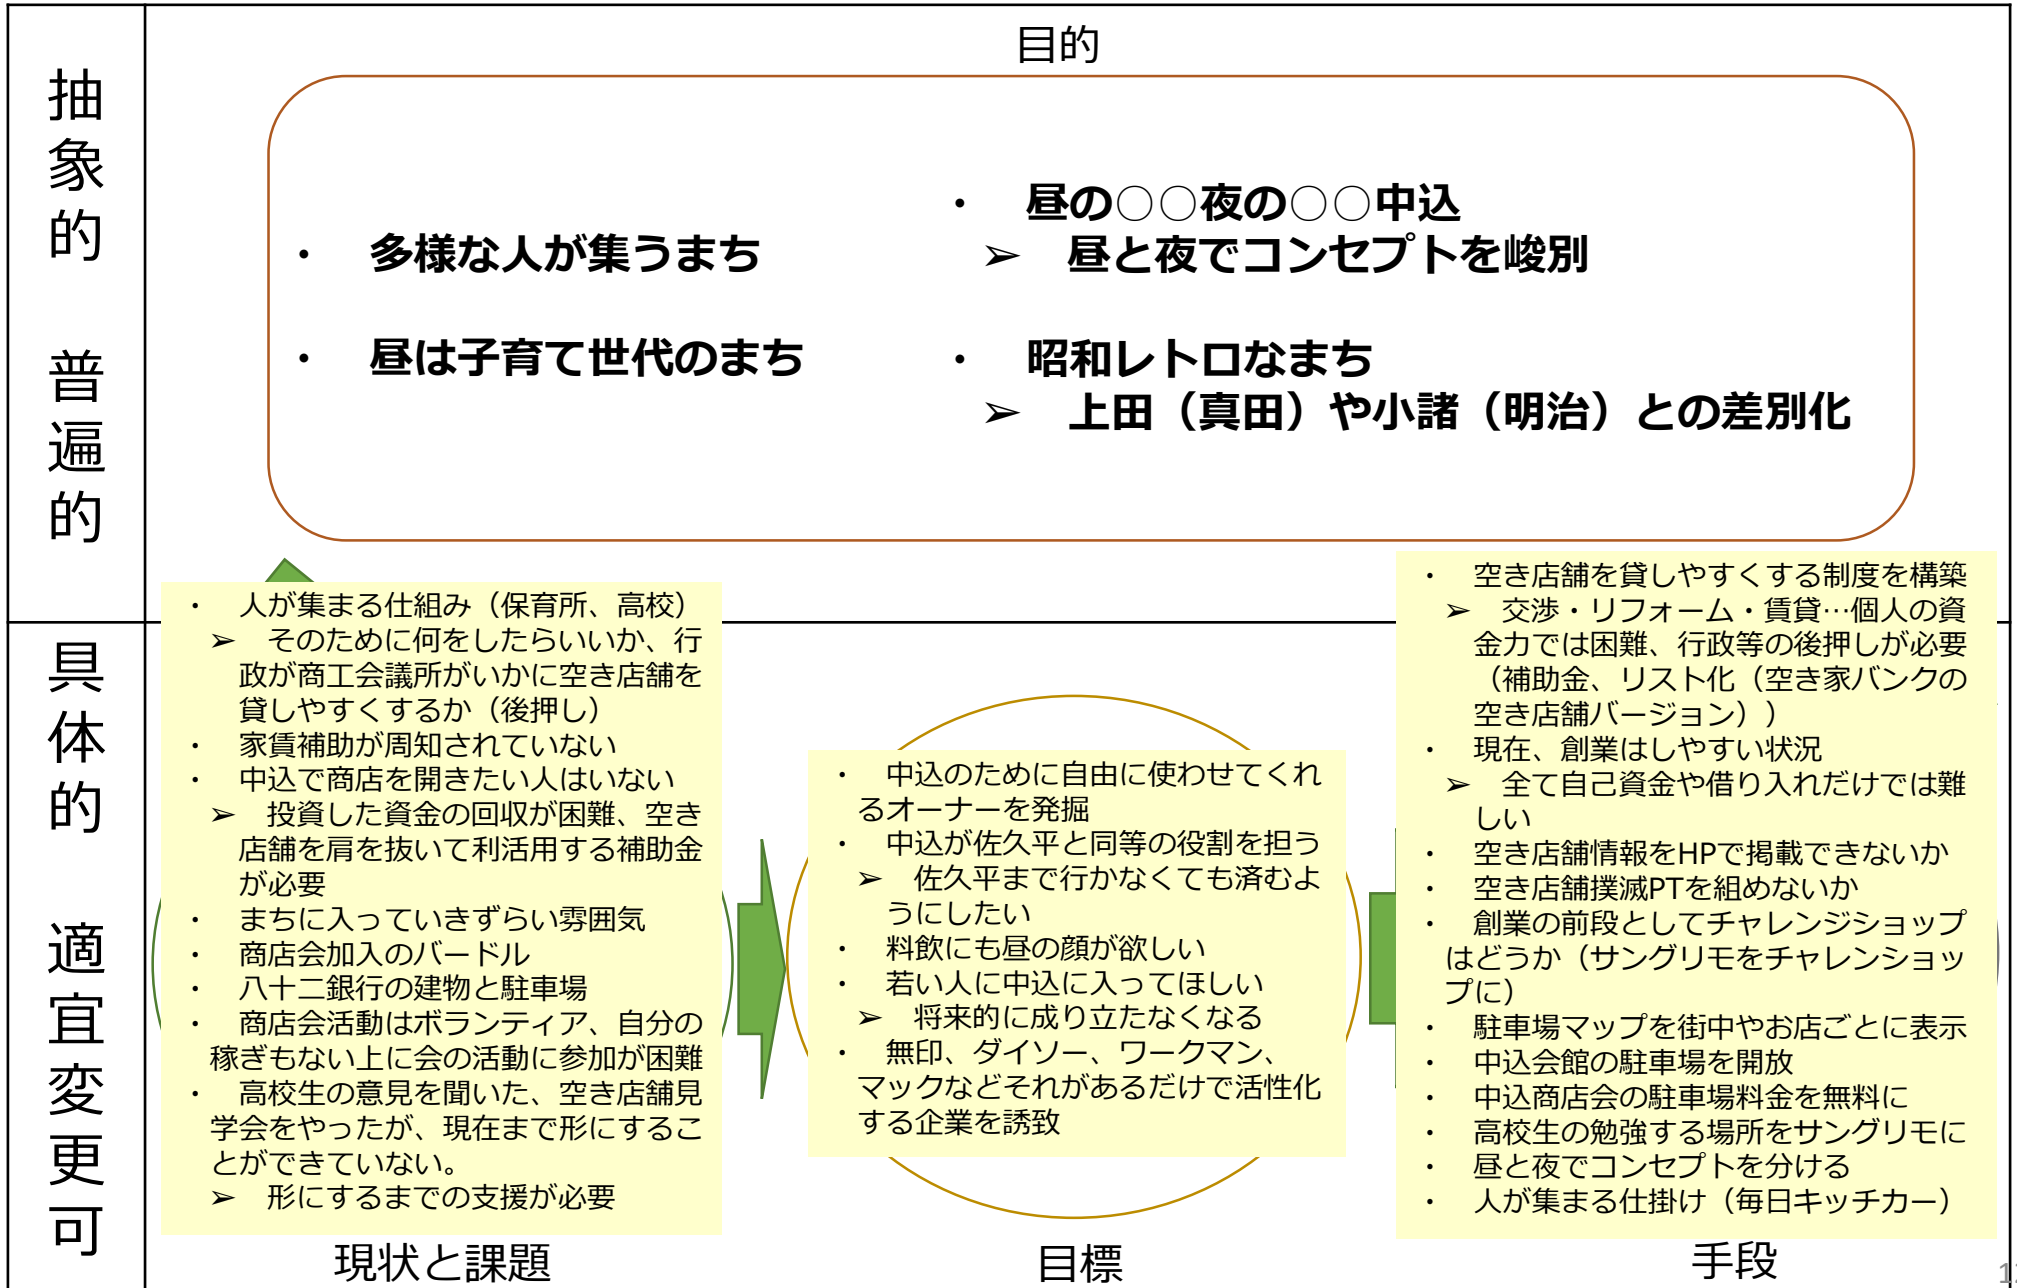 目的
抽象的　普遍的
・　多様な人が集うまち
・　昼は子育て世代のまち
・　昼の○○夜の○○中込
➢　昼と夜でコンセプトを峻別
・　昭和レトロなまち
➢　上田（真田）や小諸（明治）との差別化
具体的　適宜変更可
・　人が集まる仕組み（保育所、高校）
➢　そのために何をしたらいいか、行
政が商工会議所がいかに空き店舗を
貸しやすくするか（後押し）
・　家賃補助が周知されていない
・　中込で商店を開きたい人はいない
➢　投資した資金の回収が困難、空き
店舗を肩を抜いて利活用する補助金
が必要
・　まちに入っていきずらい雰囲気
・　商店会加入のバードル
・　八十二銀行の建物と駐車場
・　商店会活動はボランティア、自分の
稼ぎもない上に会の活動に参加が困難
・　高校生の意見を聞いた、空き店舗見
学会をやったが、現在まで形にするこ
とができていない。
➢　形にするまでの支援が必要
現状と課題
・　中込のために自由に使わせてくれ
るオーナーを発掘
・　中込が佐久平と同等の役割を担う
➢　佐久平まで行かなくても済むよ
うにしたい
・　料飲にも昼の顔が欲しい
・　若い人に中込に入ってほしい
➢　将来的に成り立たなくなる
・　無印、ダイソー、ワークマン、
マックなどそれがあるだけで活性化
する企業を誘致
目標
・　空き店舗を貸しやすくする制度を構築
➢　交渉・リフォーム・賃貸…個人の資
金力では困難、行政等の後押しが必要
（補助金、リスト化（空き家バンクの
空き店舗バージョン））
・　現在、創業はしやすい状況
➢　全て自己資金や借り入れだけでは難
しい
・　空き店舗情報をHPで掲載できないか
・　空き店舗撲滅PTを組めないか
・　創業の前段としてチャレンジショップ
はどうか（サングリモをチャレンショッ
プに）
・　駐車場マップを街中やお店ごとに表示
・　中込会館の駐車場を開放
・　中込商店会の駐車場料金を無料に
・　高校生の勉強する場所をサングリモに
・　昼と夜でコンセプトを分ける
・　人が集まる仕掛け（毎日キッチカー）
手段